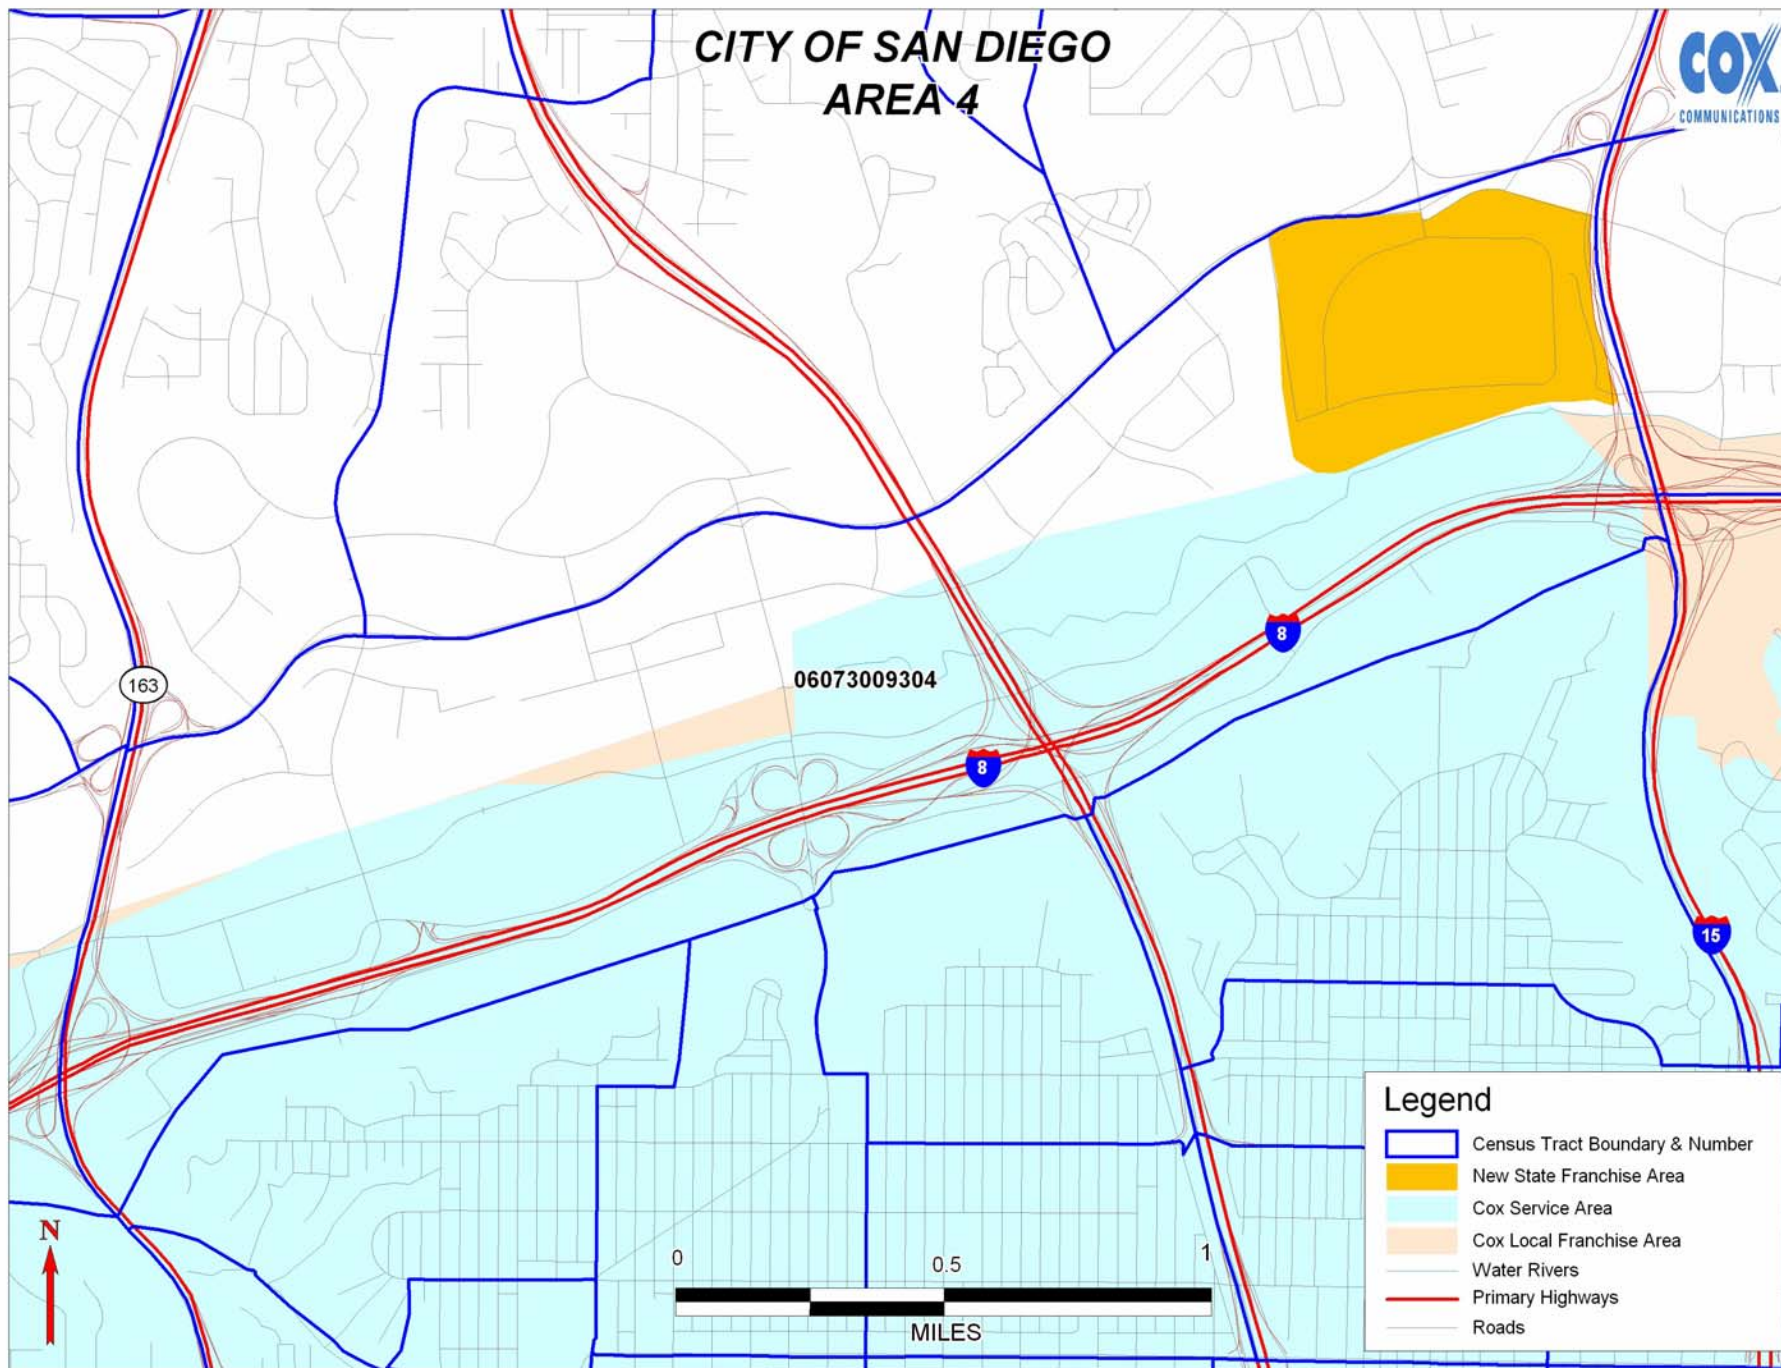 CITY OF SAN DIEGO
AREA 4
COX
COMMUNICATIONS
163
06073009304
8
8
15
N
0
0.5
1
MILES
Legend
Census Tract Boundary & Number
New State Franchise Area
Cox Service Area
Cox Local Franchise Area
Water Rivers
Primary Highways
Roads